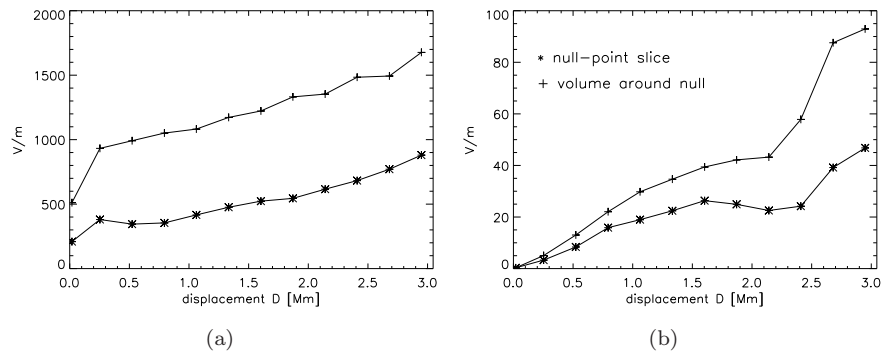 2000
1500
1000
500
0
V/m
0.0 0.5 1.0 1.5 2.0 2.5 3.0
displacement D [Mm]
(a)
100
80
60
40
20
0
V/m
* null-point slice
+ volume around null
0.0 0.5 1.0 1.5 2.0 2.5 3.0
displacement D [Mm]
(b)